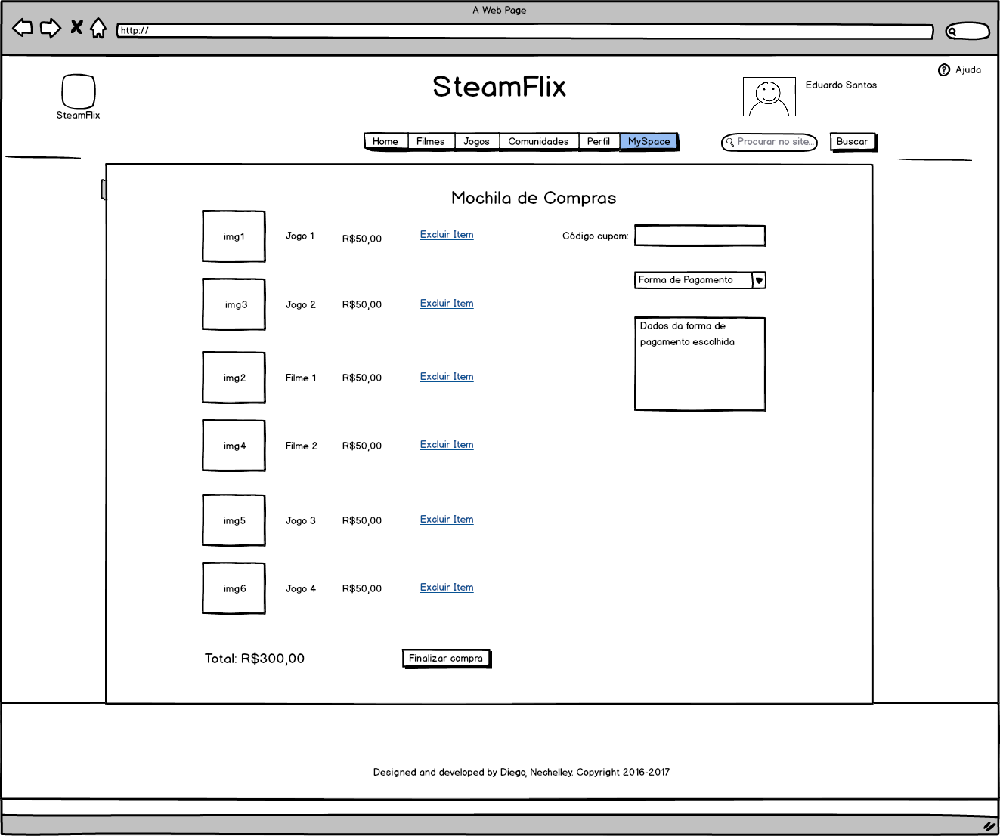 A Web Page
http://
Ajuda
SteamFlix
SteamFlix
Eduardo Santos
Home Filmes Jogos Comunidades Perfil MySpace
Procurar no site... Buscar
Mochila de Compras
img1 Jogo 1 R$50,00 Excluir Item
Código cupom:
img3 Jogo 2 R$50,00 Excluir Item
Forma de Pagamento
Dados da forma de
pagamento escolhida
img2 Filme 1 R$50,00 Excluir Item
img4 Filme 2 R$50,00 Excluir Item
img5 Jogo 3 R$50,00 Excluir Item
img6 Jogo 4 R$50,00 Excluir Item
Total: R$300,00 Finalizar compra
Designed and developed by Diego, Nechelley. Copyright 2016-2017